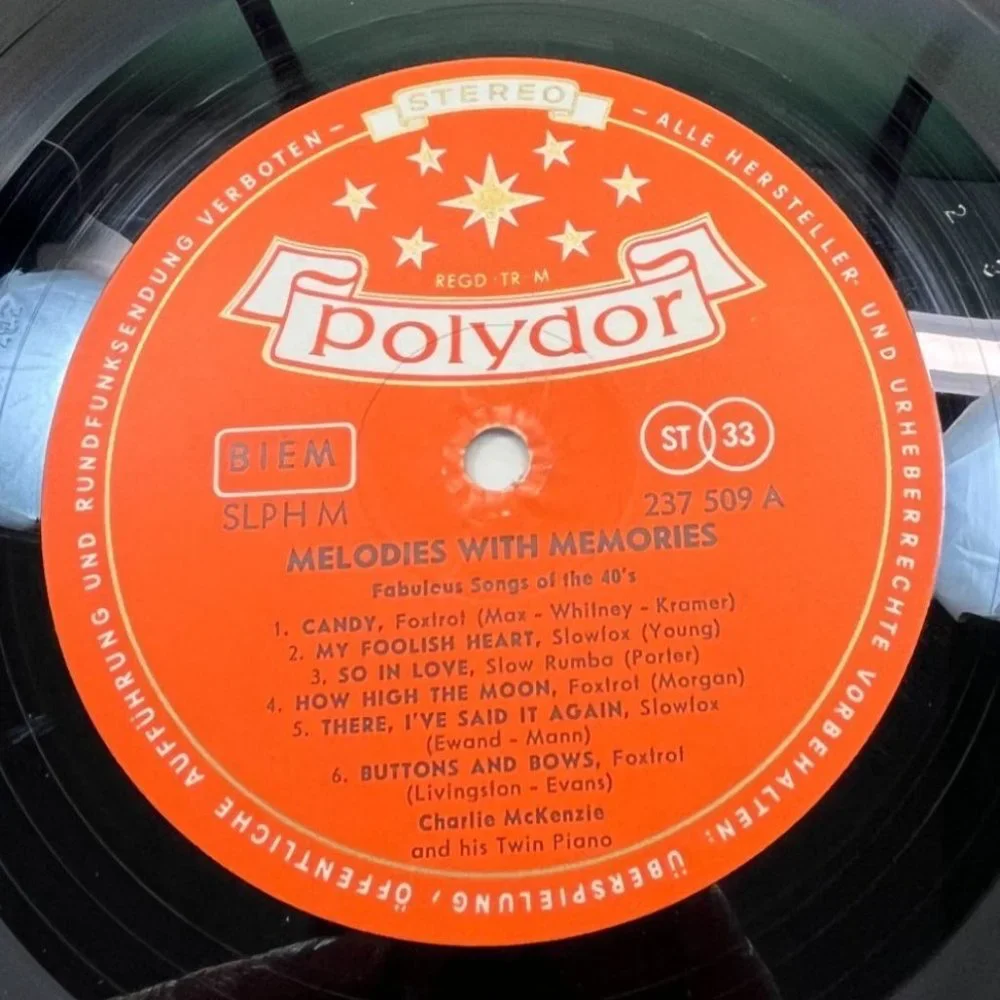 STEREO
REGD · TR · M
polydor
BIEM
ST 33
SLPH M
237 509 A
MELODIES WITH MEMORIES
Fabulous Songs of the 40's
1. CANDY, Foxtrot (Max - Whitney - Kramer)
2. MY FOOLISH HEART, Slowfox (Young)
3. SO IN LOVE, Slow Rumba (Porter)
4. HOW HIGH THE MOON, Foxtrot (Morgan)
5. THERE, I'VE SAID IT AGAIN, Slowfox
(Ewand - Mann)
6. BUTTONS AND BOWS, Foxtrot
(Livingston - Evans)
Charlie McKenzie
and his Twin Piano
– ALLE HERSTELLER- UND URHEBERRECHTE VORBEHALTEN; ÜBERSPIELUNG, ÖFFENTLICHE AUFFÜHRUNG UND RUNDFUNKSENDUNG VERBOTEN –
2